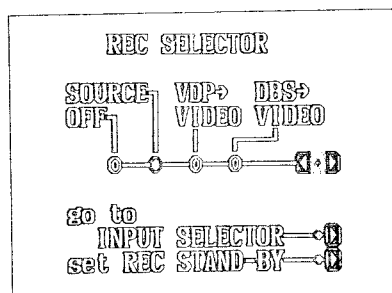 REC SELECTOR
SOURCE VDP→ DBS→
OFF VIDEO VIDEO
go to
INPUT SELECTOR
set REC STAND-BY